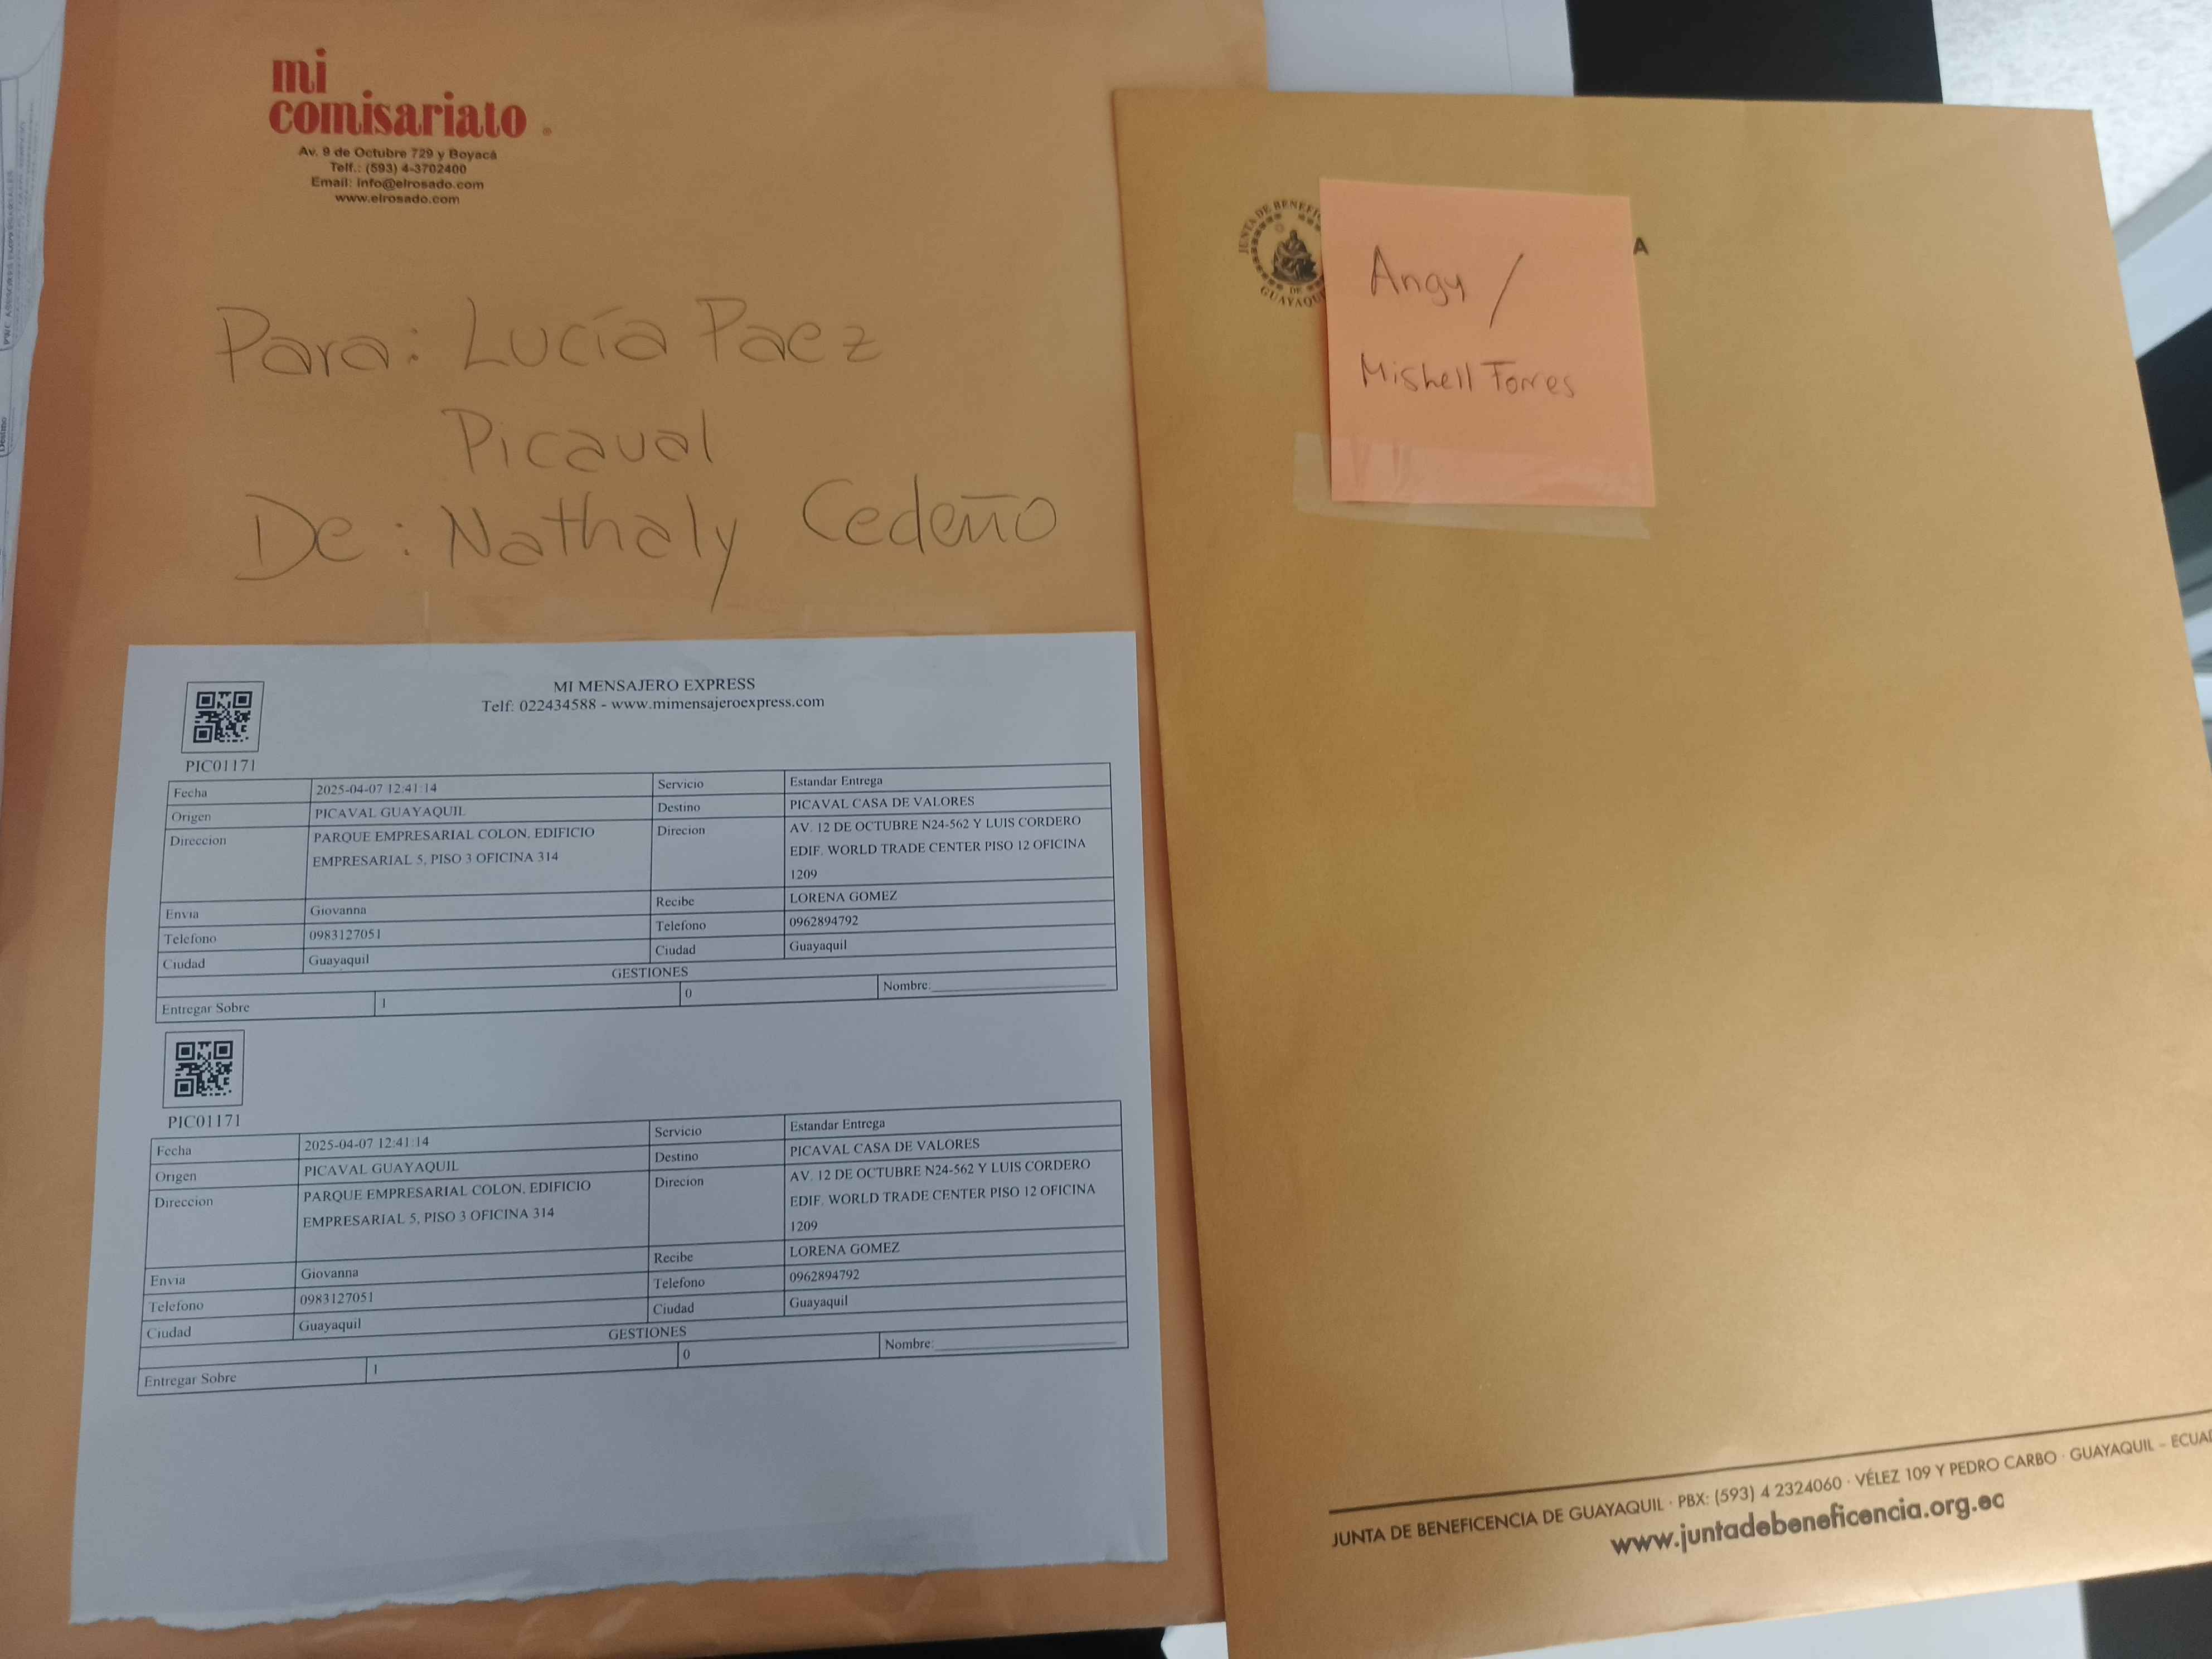 mi
comisariato
Av. 9 de Octubre 729 y Boyacá
Telf.: (593) 4-3702400
Email: info@elrosado.com
www.elrosado.com
Para: Lucía Paez
Picaval
De: Nathaly Cedeño
MI MENSAJERO EXPRESS
Telf: 022434588 - www.mimensajeroexpress.com
PIC01171
Fecha 2025-04-07 12:41:14 Servicio Estandar Entrega
Origen PICAVAL GUAYAQUIL Destino PICAVAL CASA DE VALORES
Direccion PARQUE EMPRESARIAL COLON, EDIFICIO Direcion AV. 12 DE OCTUBRE N24-562 Y LUIS CORDERO
EMPRESARIAL 5, PISO 3 OFICINA 314 EDIF. WORLD TRADE CENTER PISO 12 OFICINA
1209
Envia Giovanna Recibe LORENA GOMEZ
Telefono 0983127051 Telefono 0962894792
Ciudad Guayaquil Ciudad Guayaquil
GESTIONES
Entregar Sobre 1 0 Nombre:
PIC01171
Fecha 2025-04-07 12:41:14 Servicio Estandar Entrega
Origen PICAVAL GUAYAQUIL Destino PICAVAL CASA DE VALORES
Direccion PARQUE EMPRESARIAL COLON, EDIFICIO Direcion AV. 12 DE OCTUBRE N24-562 Y LUIS CORDERO
EMPRESARIAL 5, PISO 3 OFICINA 314 EDIF. WORLD TRADE CENTER PISO 12 OFICINA
1209
Envia Giovanna Recibe LORENA GOMEZ
Telefono 0983127051 Telefono 0962894792
Ciudad Guayaquil Ciudad Guayaquil
GESTIONES
Entregar Sobre 1 0 Nombre:
JUNTA DE BENEFI
DE
GUAYAQU
A
Angy /
Mishell Torres
JUNTA DE BENEFICENCIA DE GUAYAQUIL · PBX: (593) 4 2324060 · VÉLEZ 109 Y PEDRO CARBO · GUAYAQUIL – ECUAD
www.juntadebeneficencia.org.ec
Destino